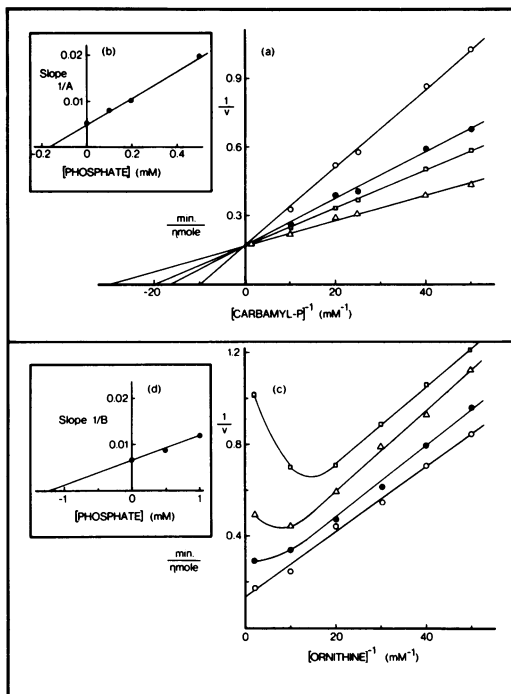 (b)
0.02
Slope
1/A
0.01
-0.2 0 0.2 0.4
[PHOSPHATE] (mM)
(a)
0.9
1/v
0.6
0.3
min.
ηmole
-20 0 20 40
[CARBAMYL-P]⁻¹ (mM⁻¹)
(d)
0.02
Slope 1/B
0.01
-1 0 1
[PHOSPHATE] (mM)
(c)
1.2
1/v
0.8
0.4
min.
ηmole
0 20 40
[ORNITHINE]⁻¹ (mM⁻¹)